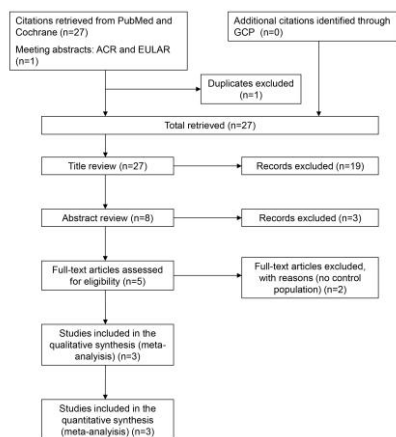 Citations retrieved from PubMed and
Cochrane (n=27)
Meeting abstracts: ACR and EULAR
(n=1)
Additional citations identified through
GCP (n=0)
Duplicates excluded
(n=1)
Total retrieved (n=27)
Title review (n=27)
Records excluded (n=19)
Abstract review (n=8)
Records excluded (n=3)
Full-text articles assessed
for eligibility (n=5)
Full-text articles excluded,
with reasons (no control
population) (n=2)
Studies included in the
qualitative synthesis (meta-
analyisis) (n=3)
Studies included in the
quantitative synthesis
(meta-analyisis) (n=3)